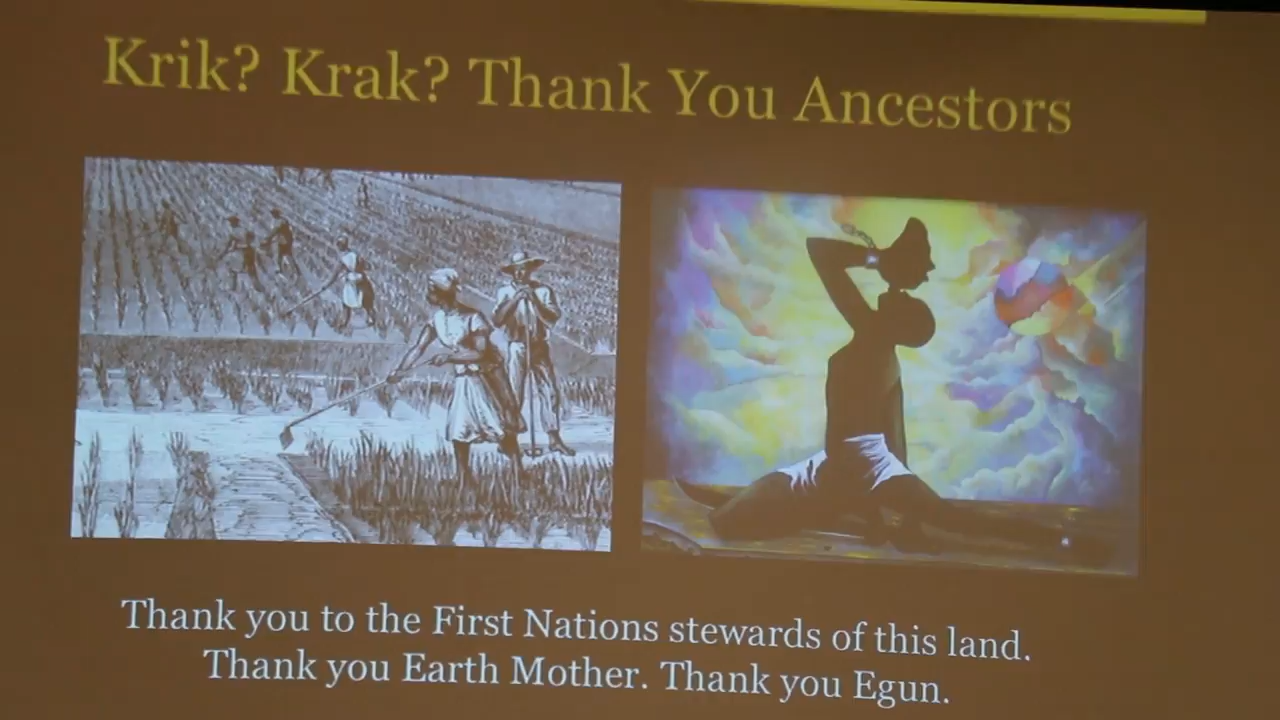 Krik? Krak? Thank You Ancestors
Thank you to the First Nations stewards of this land.
Thank you Earth Mother. Thank you Egun.